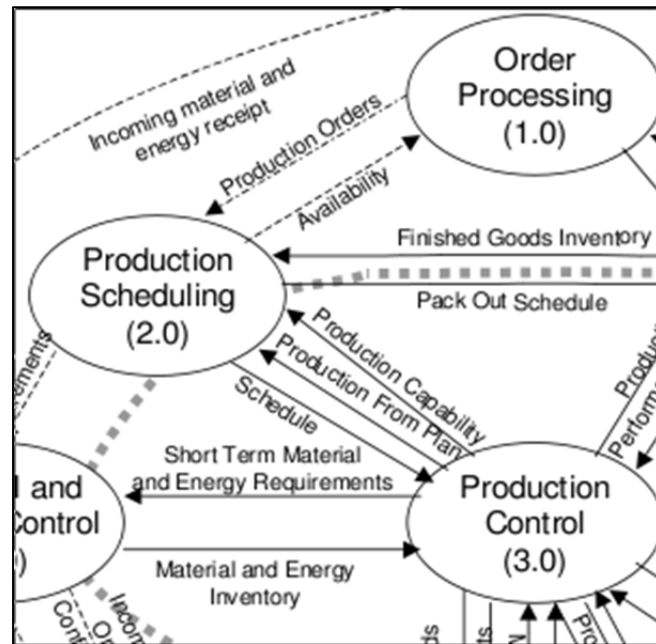 Order
Processing
(1.0)
Incoming material and
energy receipt
Production Orders
Availability
Finished Goods Inventory
Production
Scheduling
(2.0)
Pack Out Schedule
Production Capability
Production From Plan
Schedule
Short Term Material
and Energy Requirements
and
Control
Production
Control
(3.0)
Material and Energy
Inventory